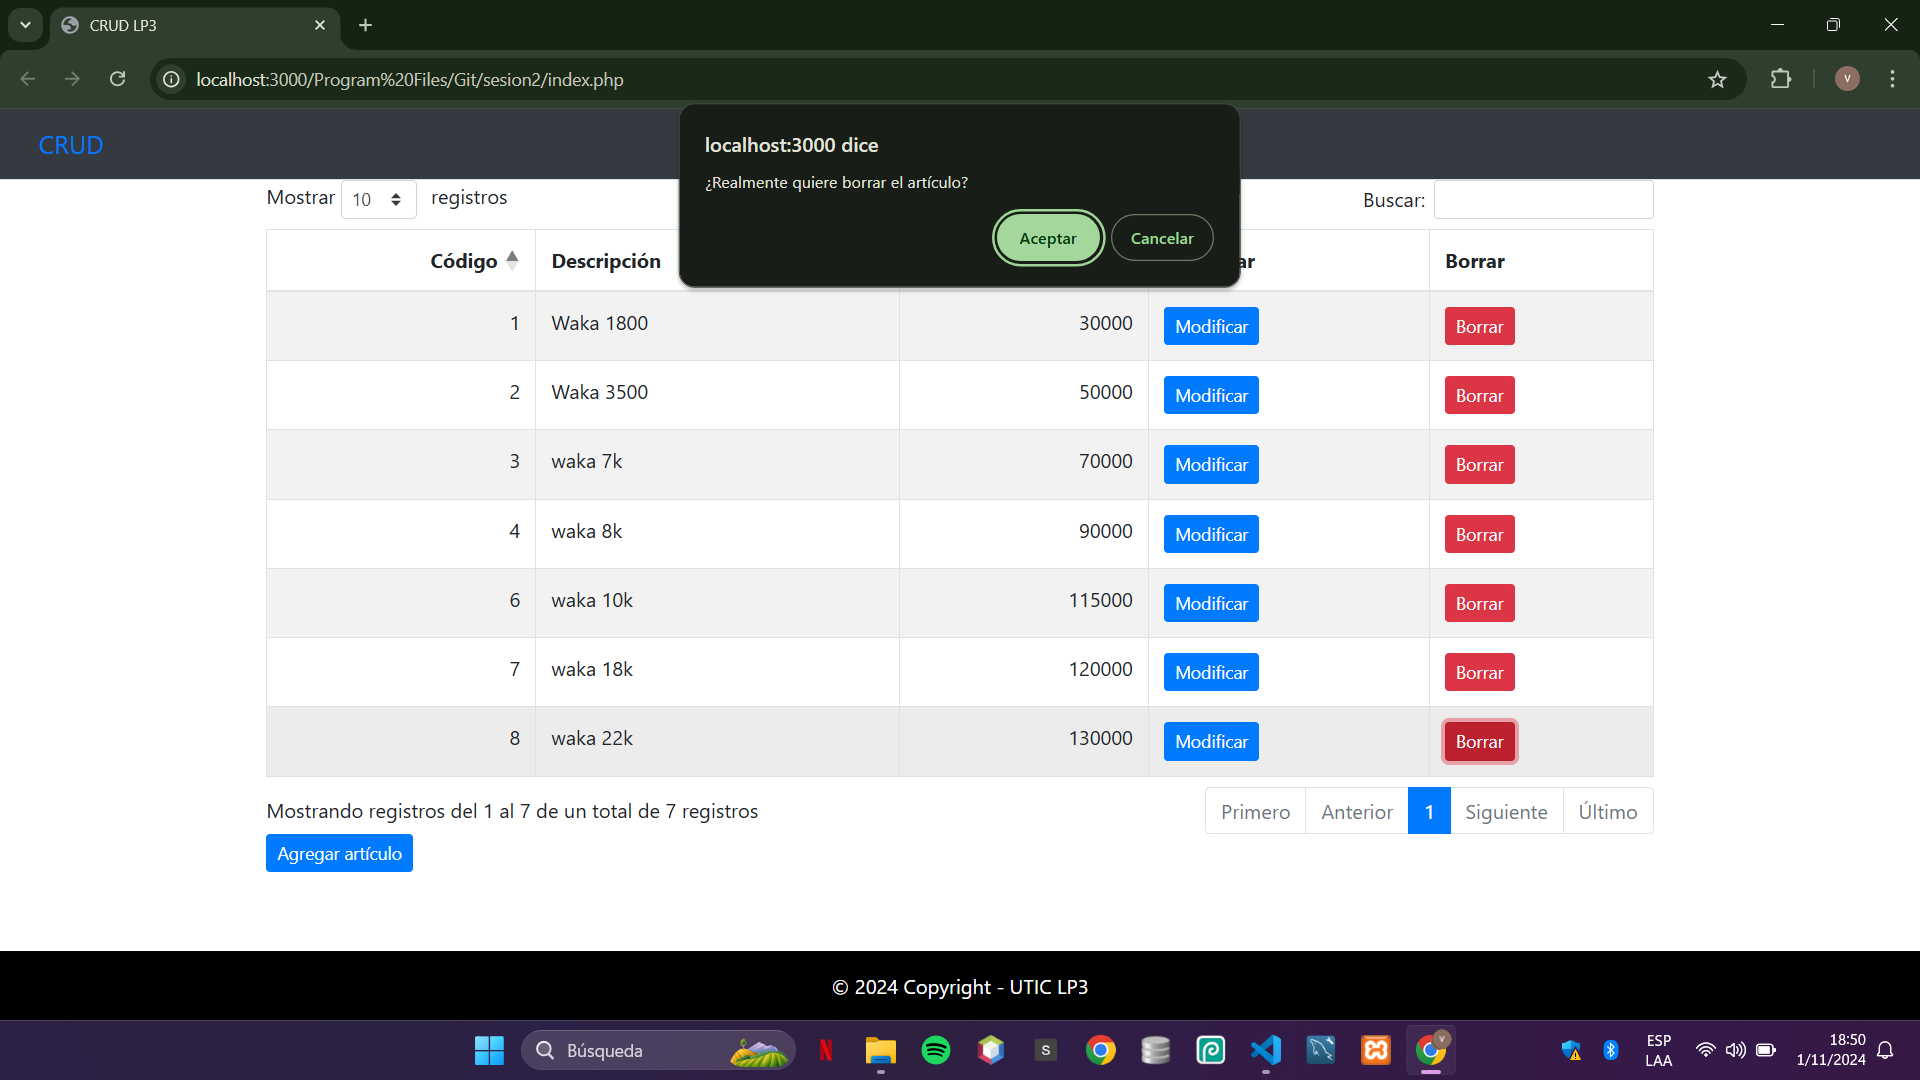 CRUD LP3
localhost:3000/Program%20Files/Git/sesion2/index.php
V
CRUD
localhost:3000 dice
¿Realmente quiere borrar el artículo?
Aceptar Cancelar
Mostrar 10 registros
Buscar:
Código Descripción ar Borrar
1 Waka 1800 30000 Modificar Borrar
2 Waka 3500 50000 Modificar Borrar
3 waka 7k 70000 Modificar Borrar
4 waka 8k 90000 Modificar Borrar
6 waka 10k 115000 Modificar Borrar
7 waka 18k 120000 Modificar Borrar
8 waka 22k 130000 Modificar Borrar
Mostrando registros del 1 al 7 de un total de 7 registros
Primero Anterior 1 Siguiente Último
Agregar artículo
© 2024 Copyright - UTIC LP3
Búsqueda
N
S
V
ESP
LAA
18:50
1/11/2024